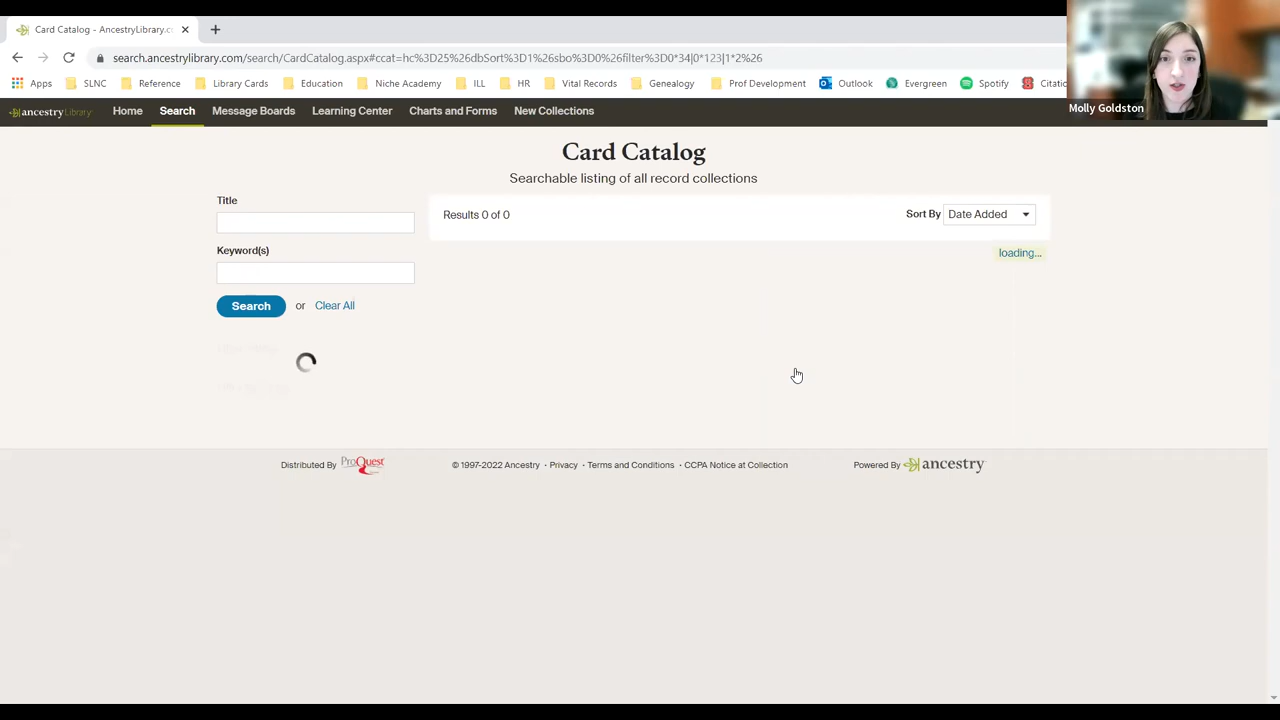 Card Catalog - AncestryLibrary.c
search.ancestrylibrary.com/search/CardCatalog.aspx#ccat=hc%3D25%26dbSort%3D1%26sbo%3D0%26filter%3D0*34|0*123|1*2%26
Apps SLNC Reference Library Cards Education Niche Academy ILL HR Vital Records Genealogy Prof Development Outlook Evergreen Spotify Citatio
Molly Goldston
ancestryLibrary Home Search Message Boards Learning Center Charts and Forms New Collections
Card Catalog
Searchable listing of all record collections
Title
Results 0 of 0
Sort By Date Added
Keyword(s)
loading...
Search or Clear All
Distributed By ProQuest © 1997-2022 Ancestry · Privacy · Terms and Conditions · CCPA Notice at Collection Powered By ancestry